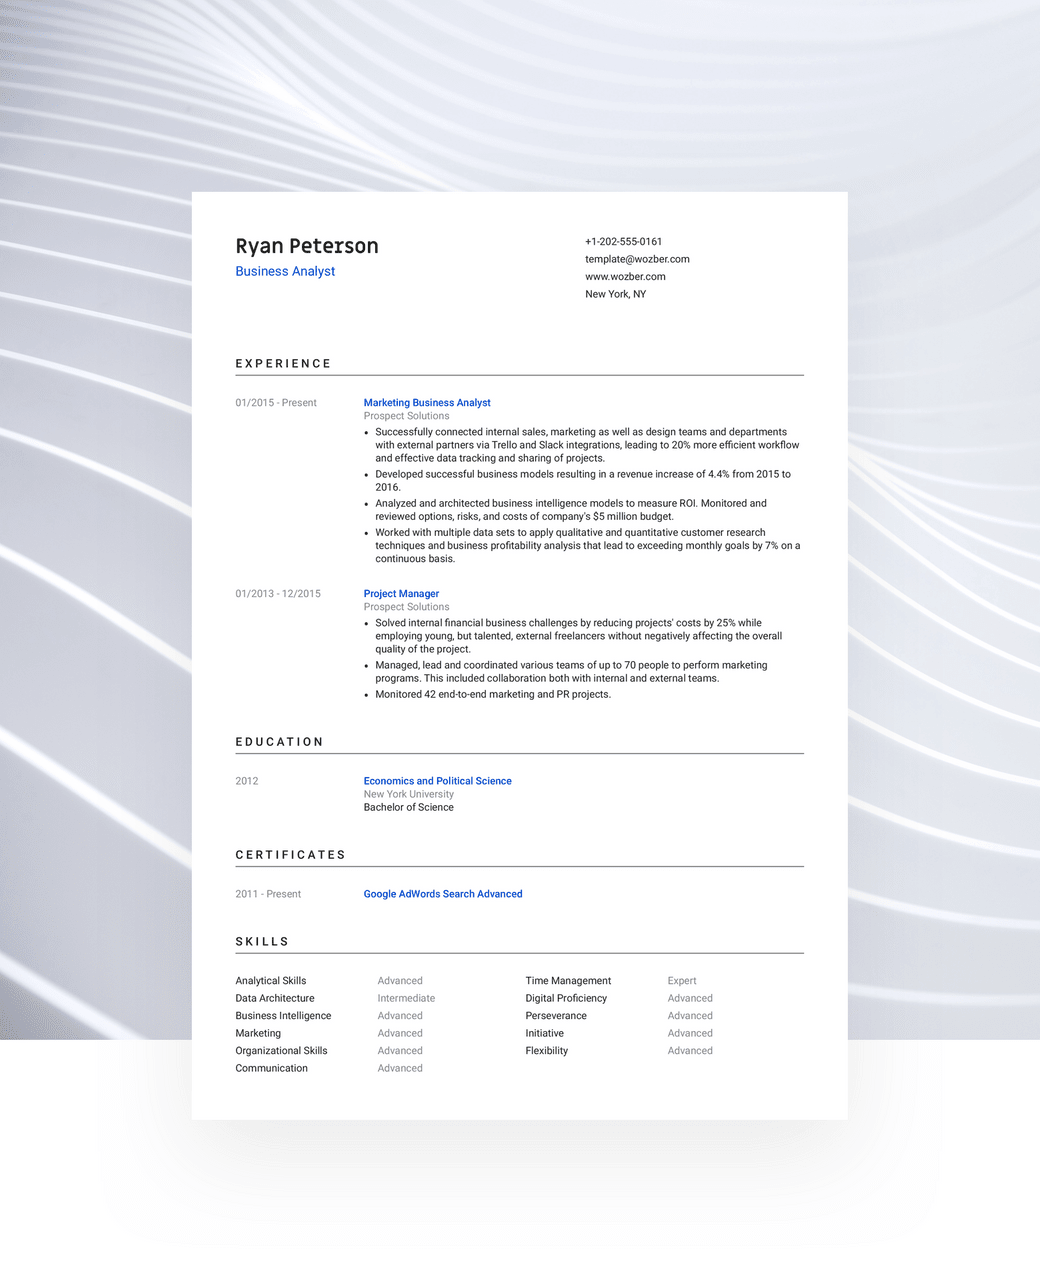 Ryan Peterson
Business Analyst
+1-202-555-0161
template@wozber.com
www.wozber.com
New York, NY
EXPERIENCE
01/2015 - Present
Marketing Business Analyst
Prospect Solutions
• Successfully connected internal sales, marketing as well as design teams and departments
with external partners via Trello and Slack integrations, leading to 20% more efficient workflow
and effective data tracking and sharing of projects.
• Developed successful business models resulting in a revenue increase of 4.4% from 2015 to
2016.
• Analyzed and architected business intelligence models to measure ROI. Monitored and
reviewed options, risks, and costs of company's $5 million budget.
• Worked with multiple data sets to apply qualitative and quantitative customer research
techniques and business profitability analysis that lead to exceeding monthly goals by 7% on a
continuous basis.
01/2013 - 12/2015
Project Manager
Prospect Solutions
• Solved internal financial business challenges by reducing projects' costs by 25% while
employing young, but talented, external freelancers without negatively affecting the overall
quality of the project.
• Managed, lead and coordinated various teams of up to 70 people to perform marketing
programs. This included collaboration both with internal and external teams.
• Monitored 42 end-to-end marketing and PR projects.
EDUCATION
2012
Economics and Political Science
New York University
Bachelor of Science
CERTIFICATES
2011 - Present
Google AdWords Search Advanced
SKILLS
Analytical Skills Advanced
Data Architecture Intermediate
Business Intelligence Advanced
Marketing Advanced
Organizational Skills Advanced
Communication Advanced
Time Management Expert
Digital Proficiency Advanced
Perseverance Advanced
Initiative Advanced
Flexibility Advanced